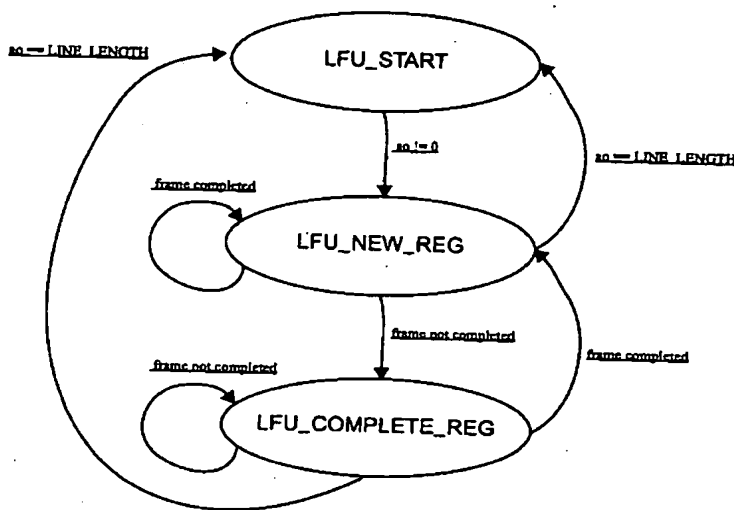 ao == LINE_LENGTH
LFU_START
ao != 0
ao == LINE_LENGTH
frame completed
LFU_NEW_REG
frame not completed
frame completed
frame not completed
LFU_COMPLETE_REG